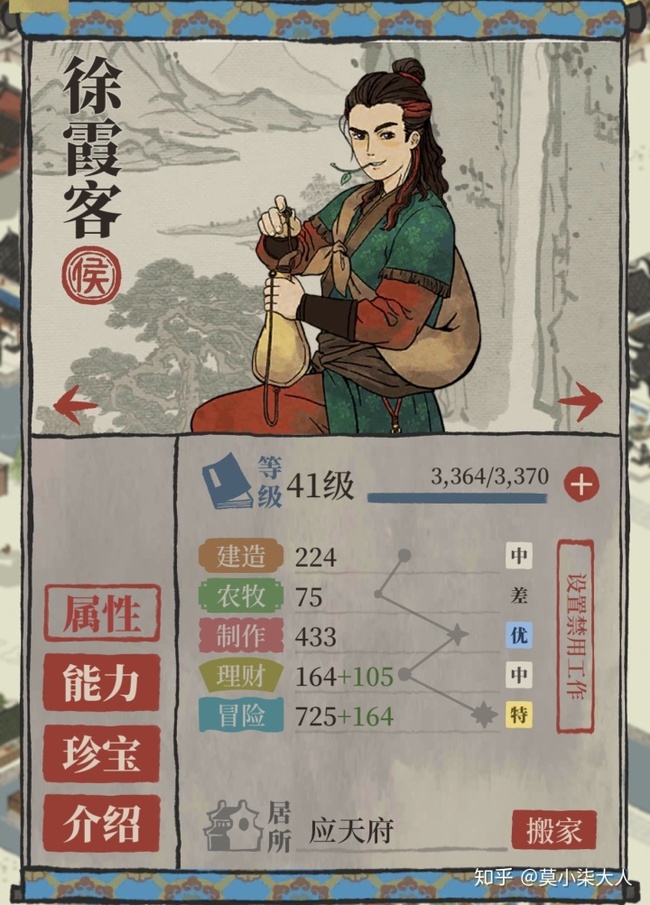 徐霞客
侯
等级 41级 3,364/3,370
建造 224 中
农牧 75 差
制作 433 优
理财 164+105 中
冒险 725+164 特
设置禁用工作
属性
能力
珍宝
介绍
居所 应天府 搬家
知乎 @莫小柒大人